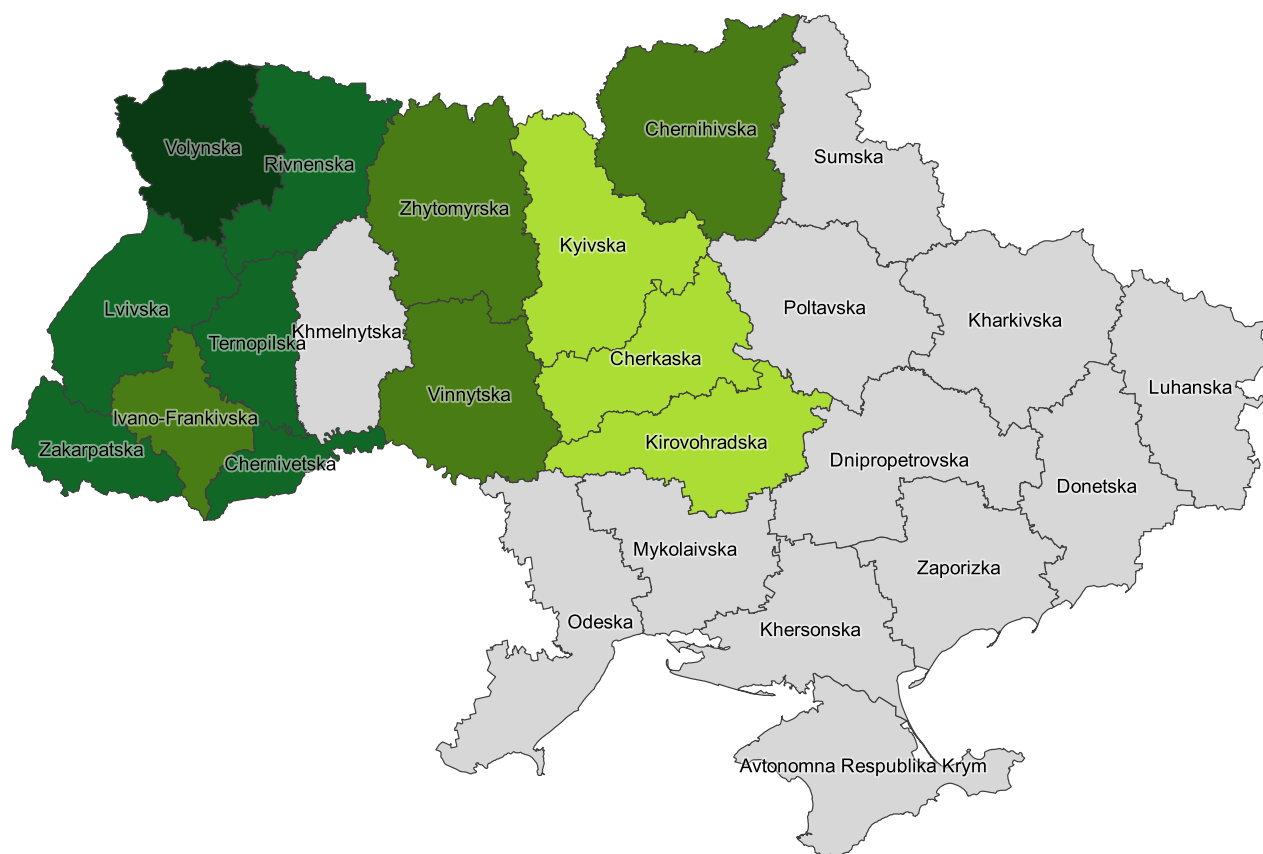 Chernihivska
Volynska
Rivnenska
Sumska
Zhytomyrska
Kyivska
Lvivska
Poltavska
Kharkivska
Khmelnytska
Ternopilska
Cherkaska
Luhanska
Vinnytska
Ivano-Frankivska
Kirovohradska
Zakarpatska
Chernivetska
Dnipropetrovska
Donetska
Mykolaivska
Zaporizka
Odeska
Khersonska
Avtonomna Respublika Krym